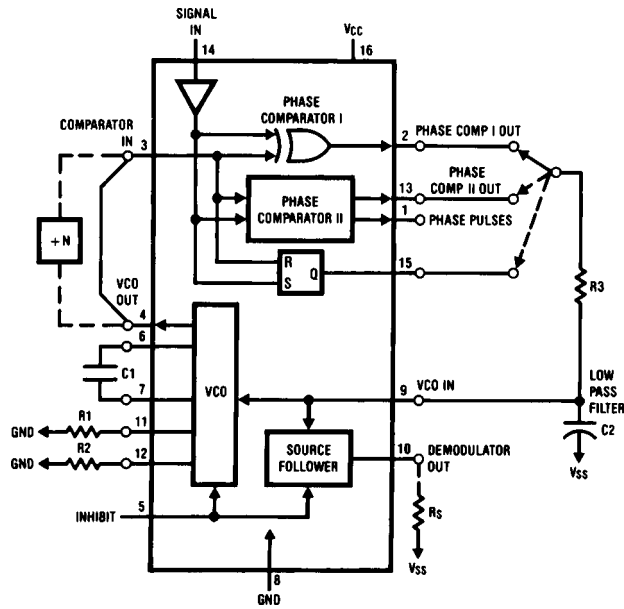 SIGNAL
IN
14
VCC
16
COMPARATOR
IN
3
PHASE
COMPARATOR I
2
PHASE COMP I OUT
PHASE
COMPARATOR II
13
PHASE
COMP II OUT
1
PHASE PULSES
+N
R
S
Q
15
R3
VCO
OUT
4
6
C1
7
VCO
9
VCO IN
LOW
PASS
FILTER
C2
VSS
GND
R1
11
GND
R2
12
SOURCE
FOLLOWER
10
DEMODULATOR
OUT
RS
VSS
INHIBIT
5
8
GND